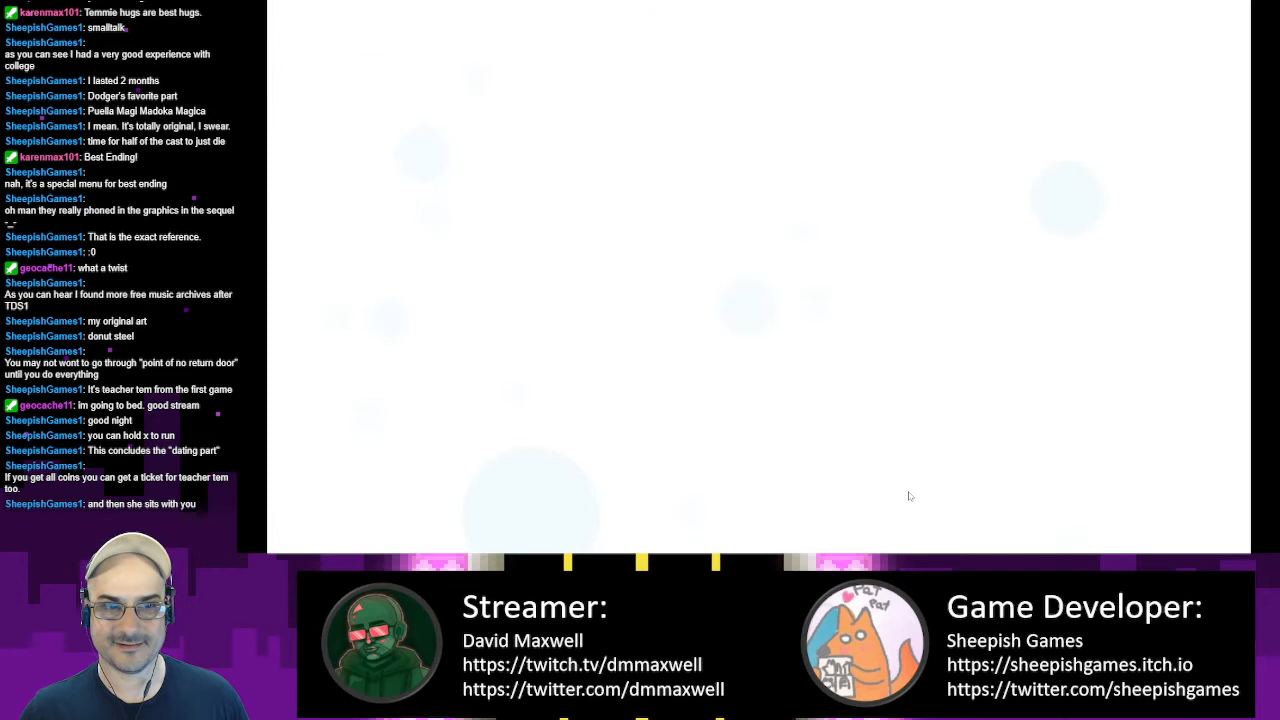 karenmax101: Temmie hugs are best hugs.
SheepishGames1: smalltalk
SheepishGames1:
as you can see I had a very good experience with
college
SheepishGames1: I lasted 2 months
SheepishGames1: Dodger's favorite part
SheepishGames1: Puella Magi Madoka Magica
SheepishGames1: I mean. It's totally original, I swear.
SheepishGames1: time for half of the cast to just die
karenmax101: Best Ending!
SheepishGames1:
nah, it's a special menu for best ending
SheepishGames1:
oh man they really phoned in the graphics in the sequel
-_-
SheepishGames1: That is the exact reference.
SheepishGames1: :0
geocache11: what a twist
SheepishGames1:
As you can hear I found more free music archives after
TDS1
SheepishGames1: my original art
SheepishGames1: donut steel
SheepishGames1:
You may not wont to go through "point of no return door"
until you do everything
SheepishGames1: It's teacher tem from the first game
geocache11: im going to bed. good stream
SheepishGames1: good night
SheepishGames1: you can hold x to run
SheepishGames1: This concludes the "dating part"
SheepishGames1:
If you get all coins you can get a ticket for teacher tem
too.
SheepishGames1: and then she sits with you
Streamer:
David Maxwell
https://twitch.tv/dmmaxwell
https://twitter.com/dmmaxwell
PAT
PAT
Game Developer:
Sheepish Games
https://sheepishgames.itch.io
https://twitter.com/sheepishgames